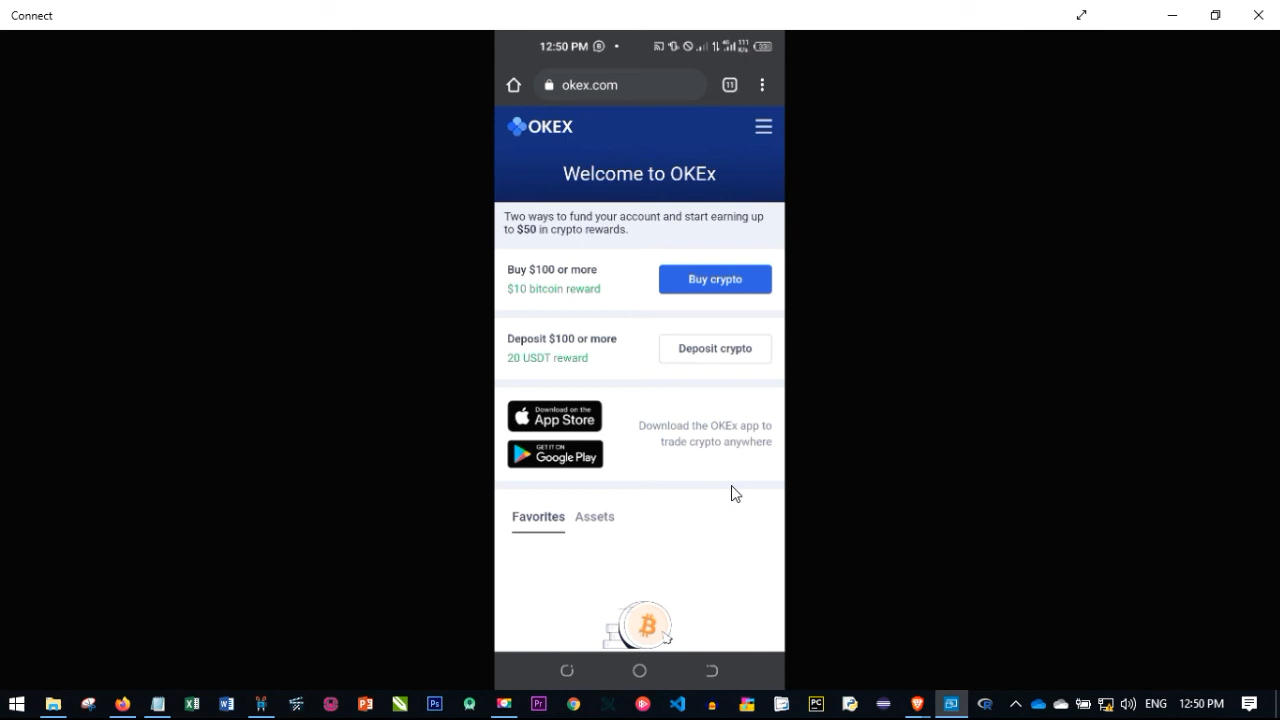 Connect
12:50 PM
okex.com
11
OKEX
Welcome to OKEx
Two ways to fund your account and start earning up
to $50 in crypto rewards.
Buy $100 or more
$10 bitcoin reward
Buy crypto
Deposit $100 or more
20 USDT reward
Deposit crypto
Download on the
App Store
GET IT ON
Google Play
Download the OKEx app to
trade crypto anywhere
Favorites Assets
ENG 12:50 PM